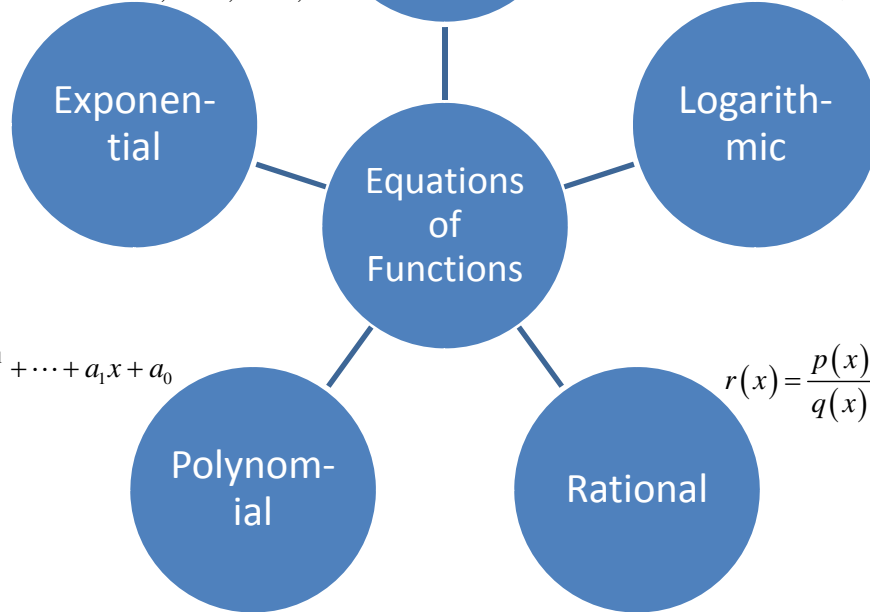 Exponen-
tial
Logarith-
mic
Equations
of
Functions
+ ⋯ + a₁x + a₀
r(x) = p(x)/q(x)
Polynom-
ial
Rational